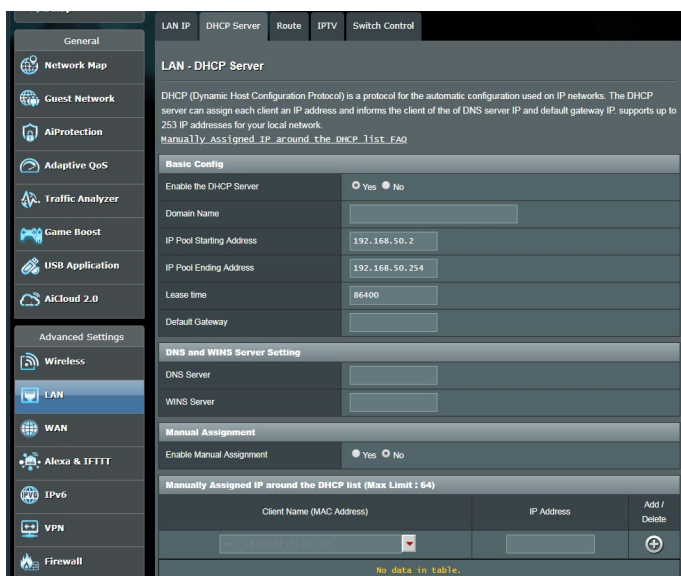 General
Network Map
Guest Network
AiProtection
Adaptive QoS
Traffic Analyzer
Game Boost
USB Application
AiCloud 2.0
Advanced Settings
Wireless
LAN
WAN
Alexa & IFTTT
IPv6
VPN
Firewall
LAN IP DHCP Server Route IPTV Switch Control
LAN - DHCP Server
DHCP (Dynamic Host Configuration Protocol) is a protocol for the automatic configuration used on IP networks. The DHCP
server can assign each client an IP address and informs the client of the of DNS server IP and default gateway IP. supports up to
253 IP addresses for your local network.
Manually Assigned IP around the DHCP list FAQ
Basic Config
Enable the DHCP Server Yes No
Domain Name
IP Pool Starting Address 192.168.50.2
IP Pool Ending Address 192.168.50.254
Lease time 86400
Default Gateway
DNS and WINS Server Setting
DNS Server
WINS Server
Manual Assignment
Enable Manual Assignment Yes No
Manually Assigned IP around the DHCP list (Max Limit : 64)
Client Name (MAC Address) IP Address Add /
Delete
No data in table.